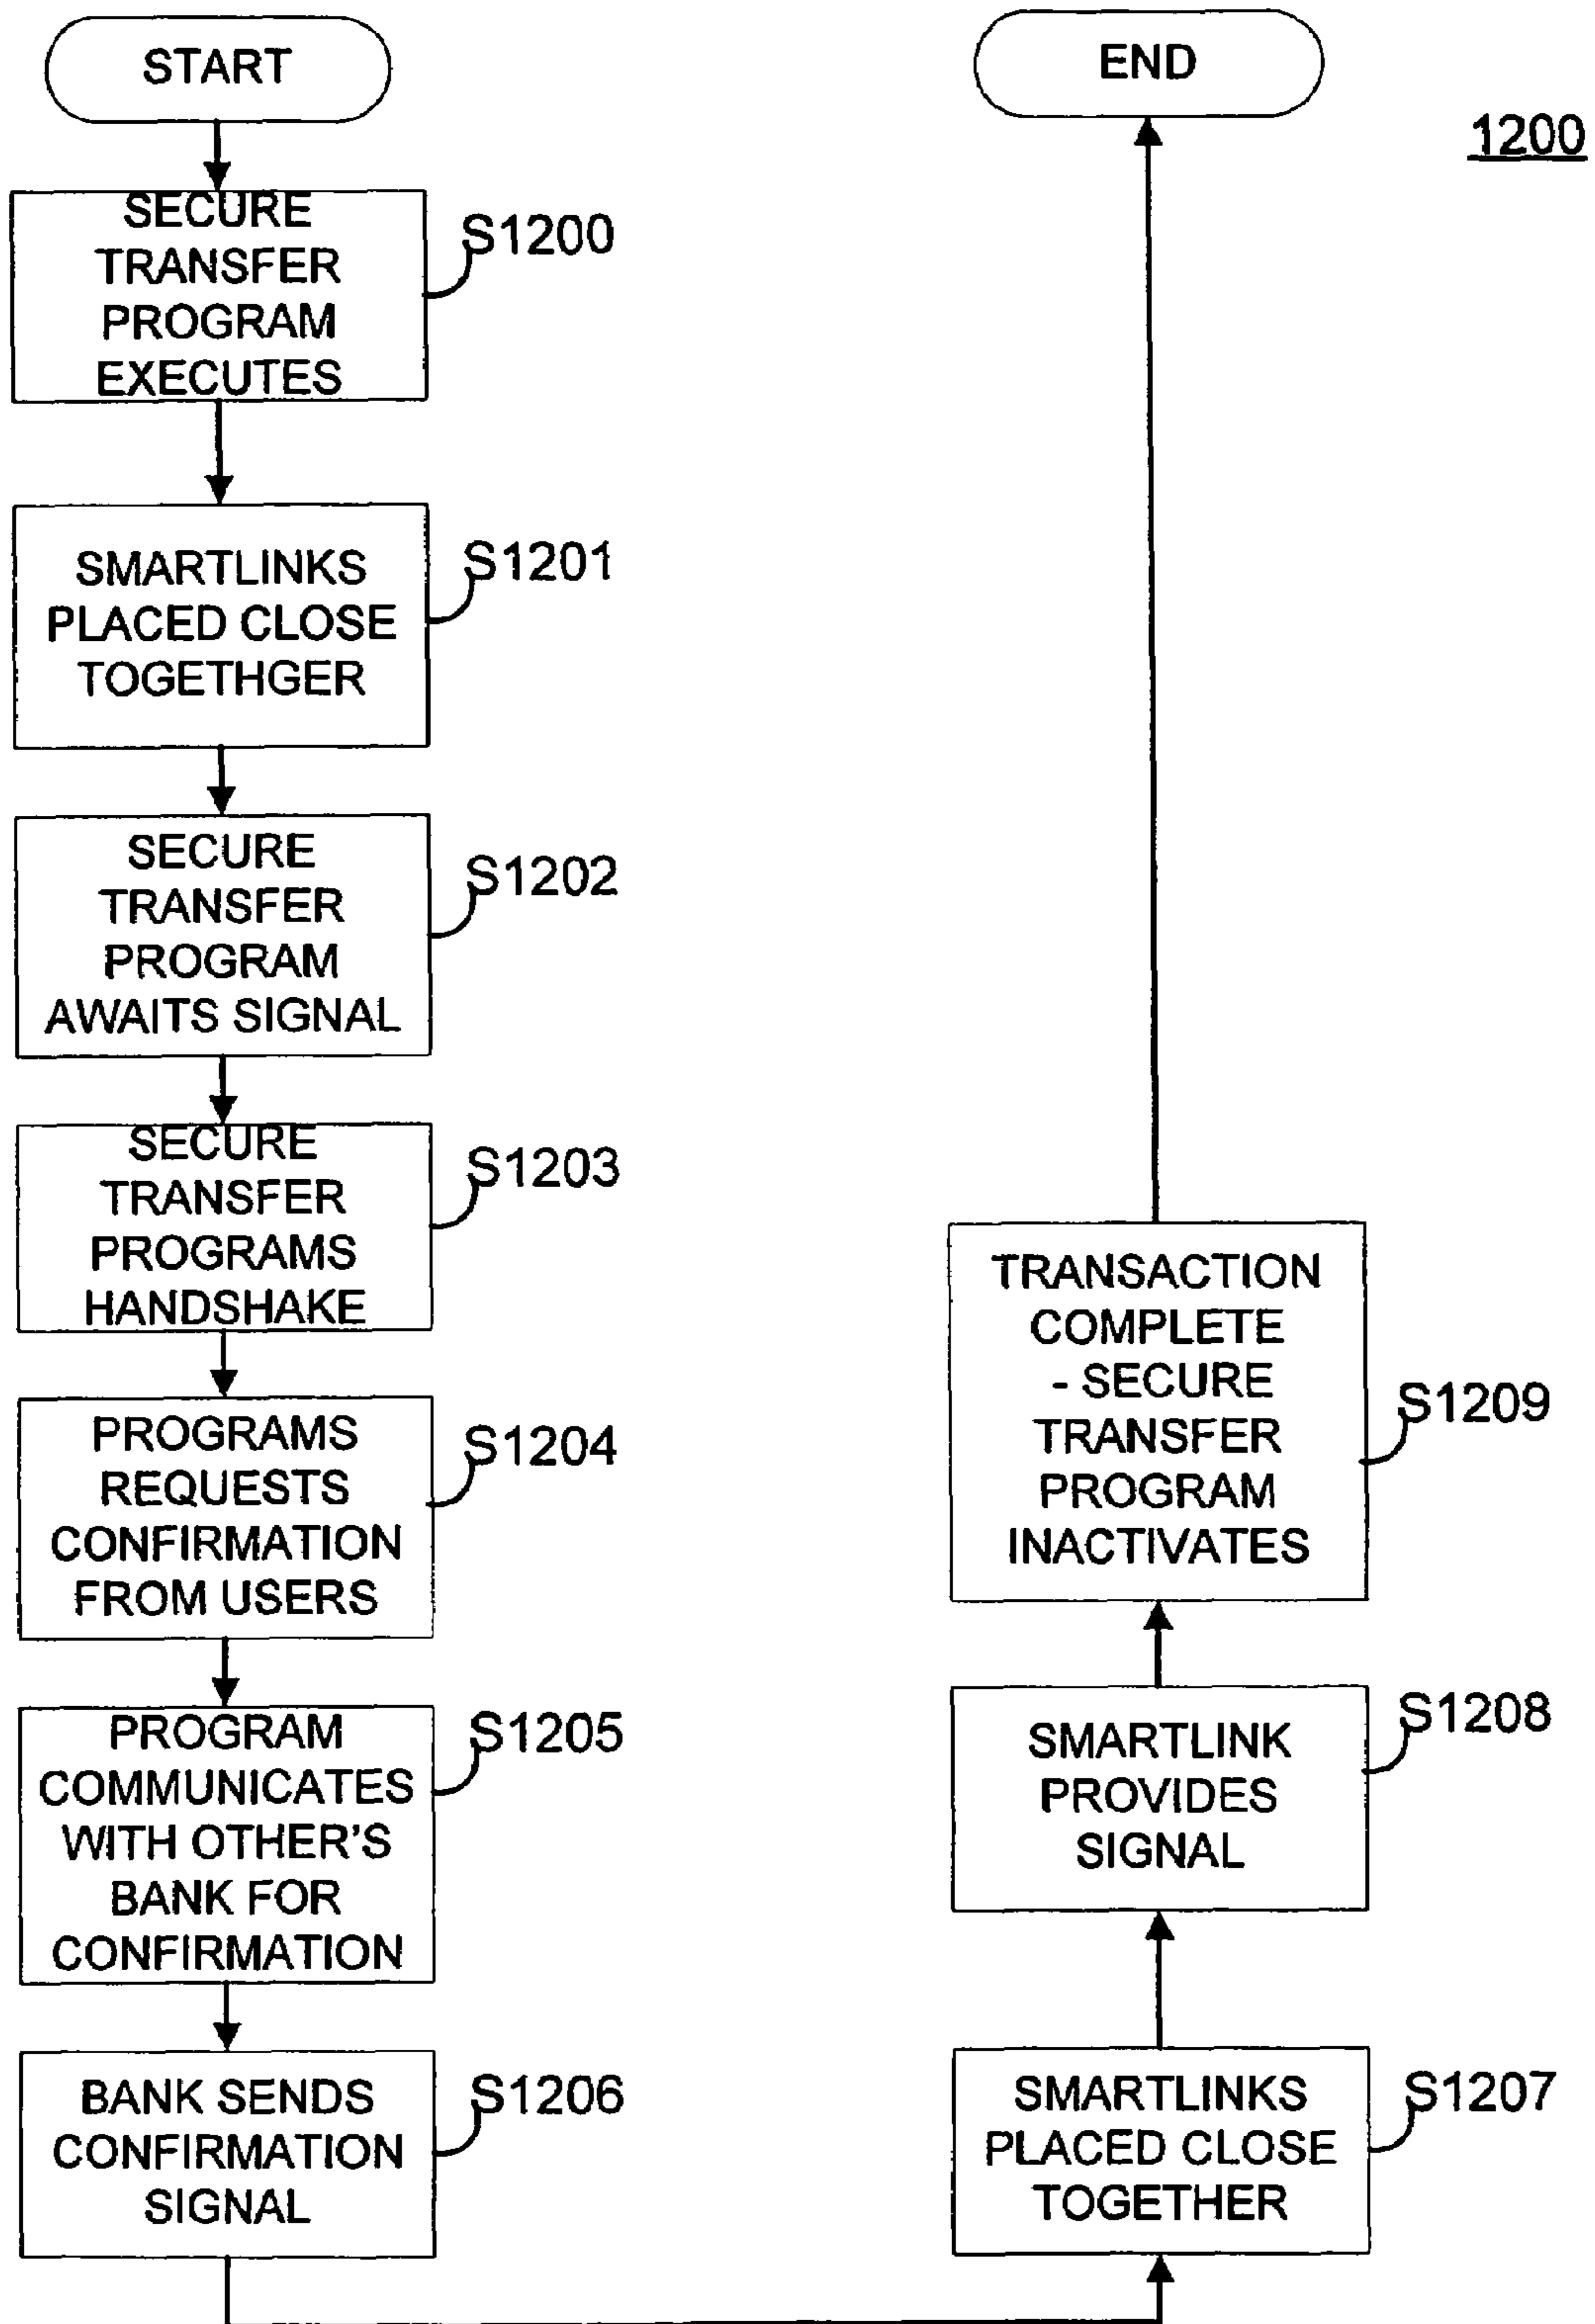 START
SECURE
TRANSFER
PROGRAM
EXECUTES
S1200
SMARTLINKS
PLACED CLOSE
TOGETHGER
S1201
SECURE
TRANSFER
PROGRAM
AWAITS SIGNAL
S1202
SECURE
TRANSFER
PROGRAMS
HANDSHAKE
S1203
PROGRAMS
REQUESTS
CONFIRMATION
FROM USERS
S1204
PROGRAM
COMMUNICATES
WITH OTHER'S
BANK FOR
CONFIRMATION
S1205
BANK SENDS
CONFIRMATION
SIGNAL
S1206
END
1200
TRANSACTION
COMPLETE
- SECURE
TRANSFER
PROGRAM
INACTIVATES
S1209
SMARTLINK
PROVIDES
SIGNAL
S1208
SMARTLINKS
PLACED CLOSE
TOGETHER
S1207